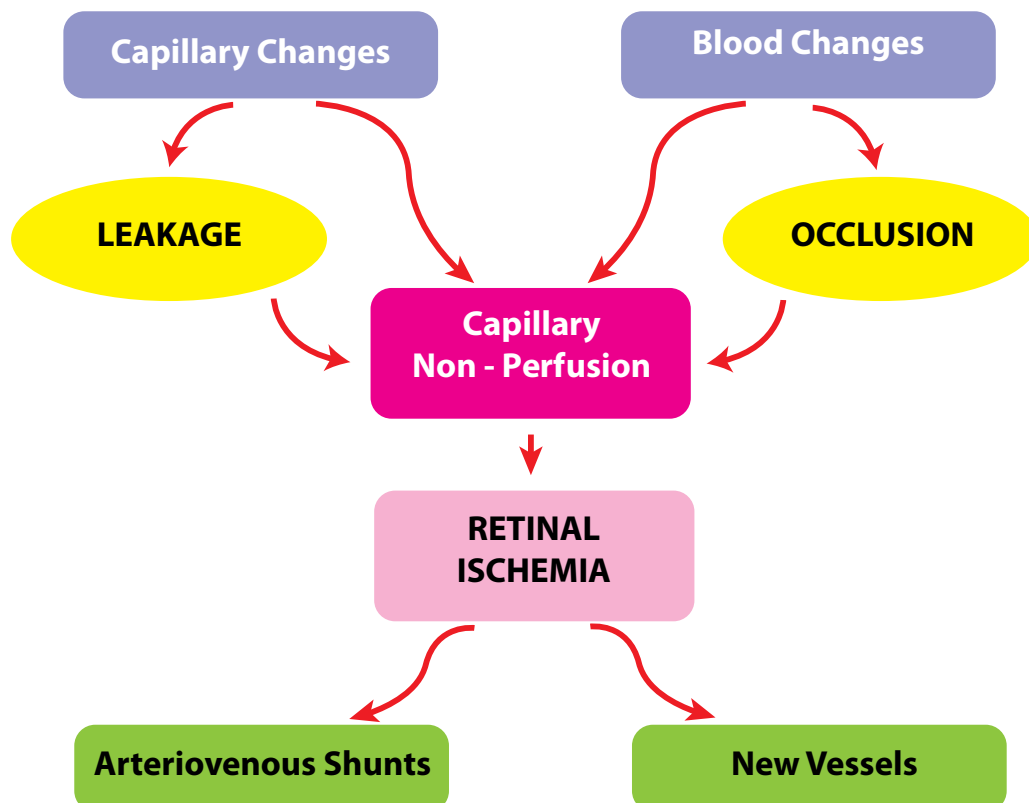 Capillary Changes
Blood Changes
LEAKAGE
OCCLUSION
Capillary
Non - Perfusion
RETINAL
ISCHEMIA
Arteriovenous Shunts
New Vessels